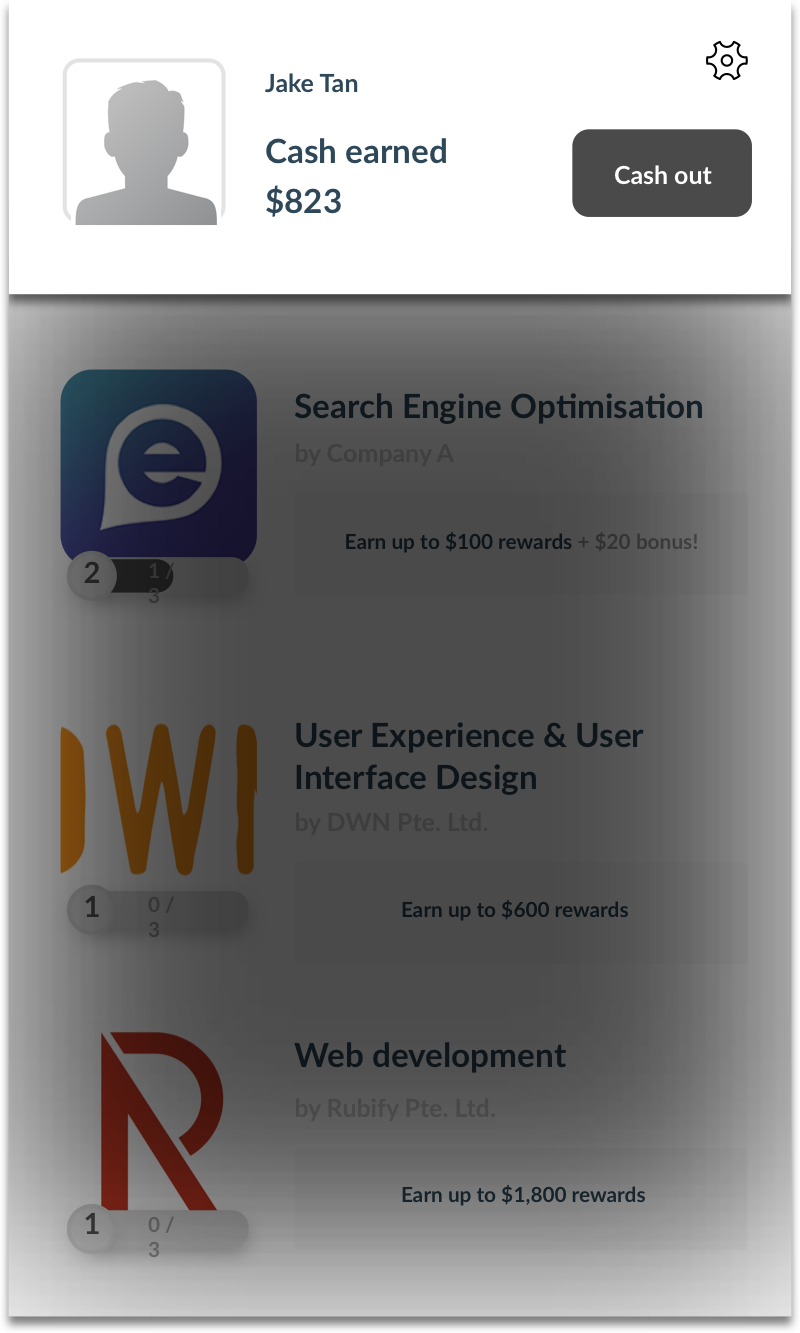 Jake Tan
Cash earned
$823
Cash out
Search Engine Optimisation
by Company A
Earn up to $100 rewards + $20 bonus!
2
1 /
3
DWN
User Experience & User
Interface Design
by DWN Pte. Ltd.
Earn up to $600 rewards
1
0 /
3
Web development
by Rubify Pte. Ltd.
Earn up to $1,800 rewards
1
0 /
3